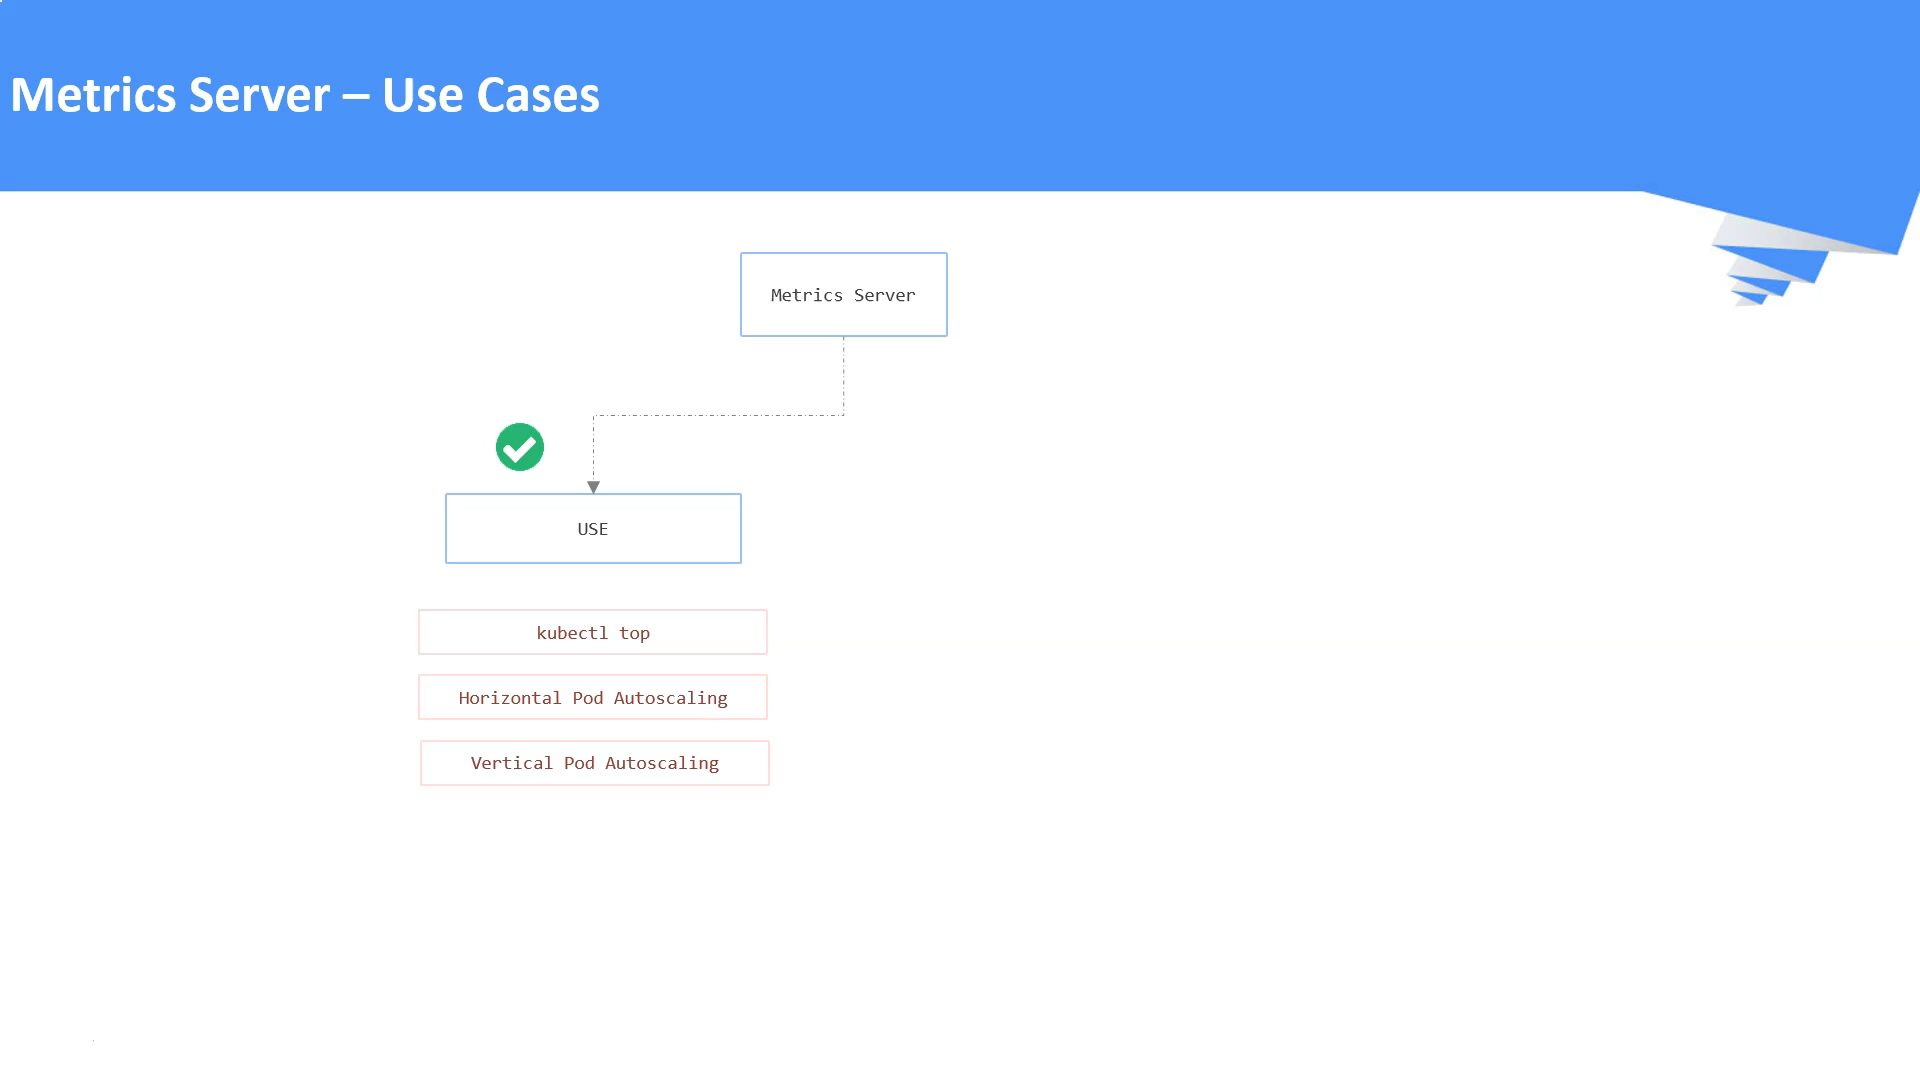 Metrics Server – Use Cases
Metrics Server
USE
kubectl top
Horizontal Pod Autoscaling
Vertical Pod Autoscaling